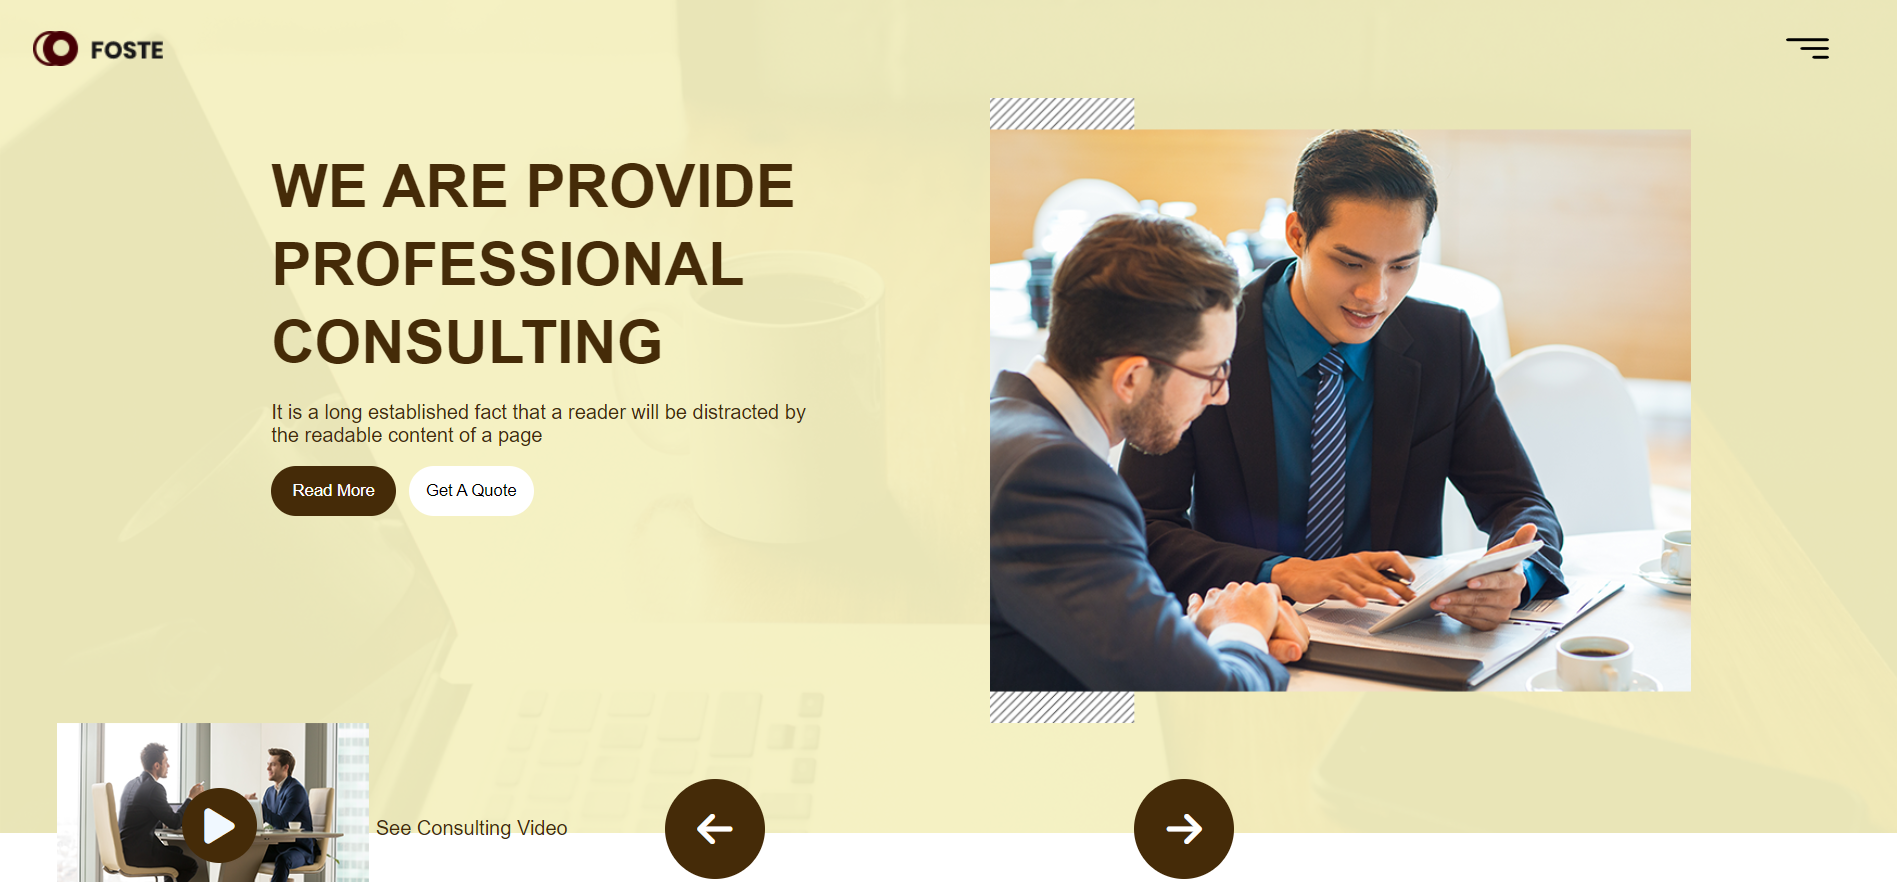 FOSTE
WE ARE PROVIDE
PROFESSIONAL
CONSULTING
It is a long established fact that a reader will be distracted by
the readable content of a page
Read More
Get A Quote
See Consulting Video